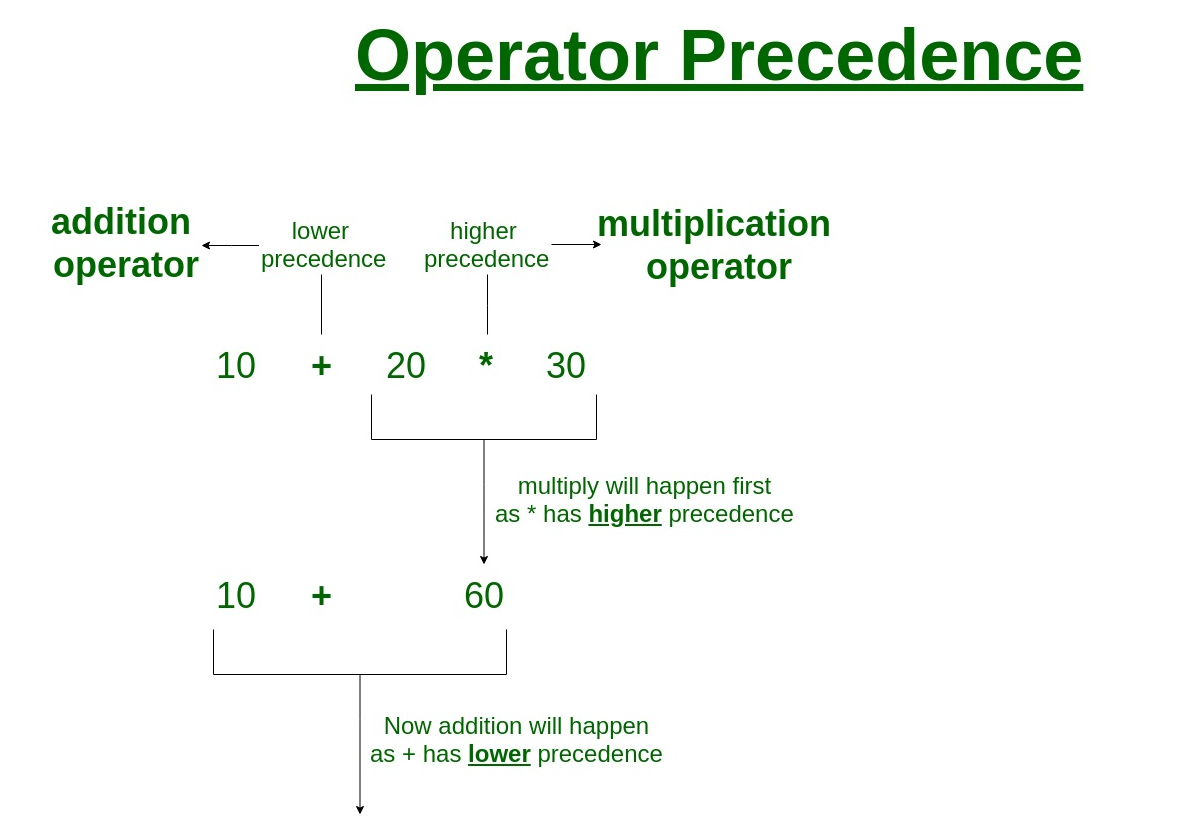 Operator Precedence
addition
operator
lower
precedence
higher
precedence
multiplication
operator
10 + 20 * 30
multiply will happen first
as * has higher precedence
10 + 60
Now addition will happen
as + has lower precedence